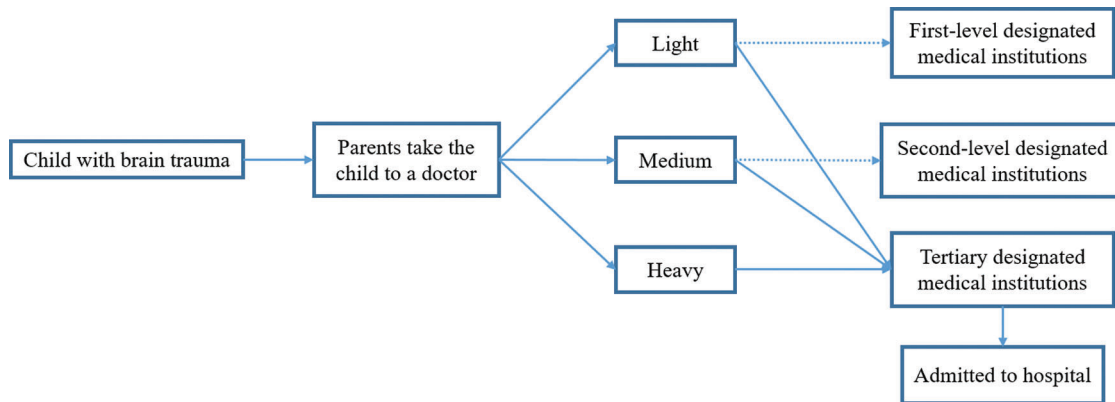 Child with brain trauma
Parents take the
child to a doctor
Light
Medium
Heavy
First-level designated
medical institutions
Second-level designated
medical institutions
Tertiary designated
medical institutions
Admitted to hospital